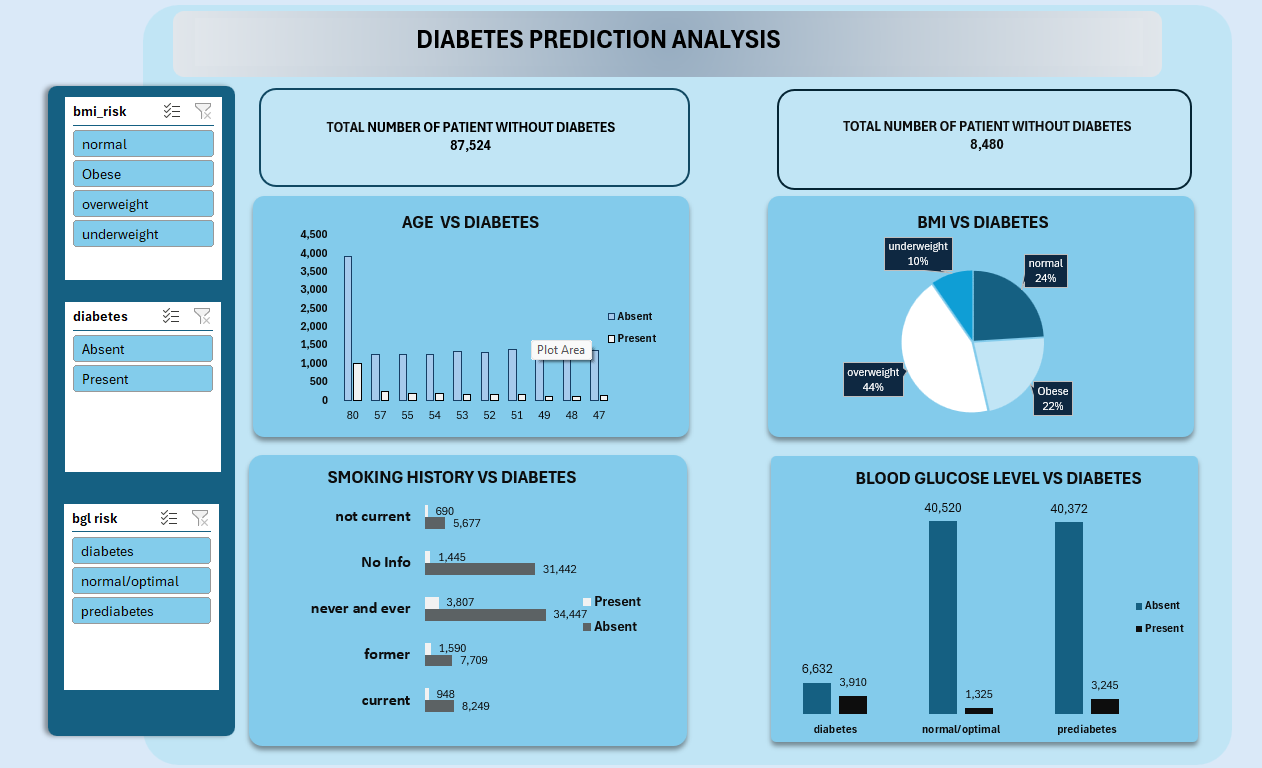 DIABETES PREDICTION ANALYSIS
bmi_risk
normal
Obese
overweight
underweight
diabetes
Absent
Present
bgl risk
diabetes
normal/optimal
prediabetes
TOTAL NUMBER OF PATIENT WITHOUT DIABETES
87,524
TOTAL NUMBER OF PATIENT WITHOUT DIABETES
8,480
AGE VS DIABETES
4,500
4,000
3,500
3,000
2,500
2,000
1,500
1,000
500
0
80 57 55 54 53 52 51 49 48 47
Absent
Present
Plot Area
BMI VS DIABETES
underweight
10%
normal
24%
overweight
44%
Obese
22%
SMOKING HISTORY VS DIABETES
not current
690
5,677
No Info
1,445
31,442
never and ever
3,807
34,447
former
1,590
7,709
current
948
8,249
Present
Absent
BLOOD GLUCOSE LEVEL VS DIABETES
6,632
3,910
40,520
1,325
40,372
3,245
diabetes normal/optimal prediabetes
Absent
Present